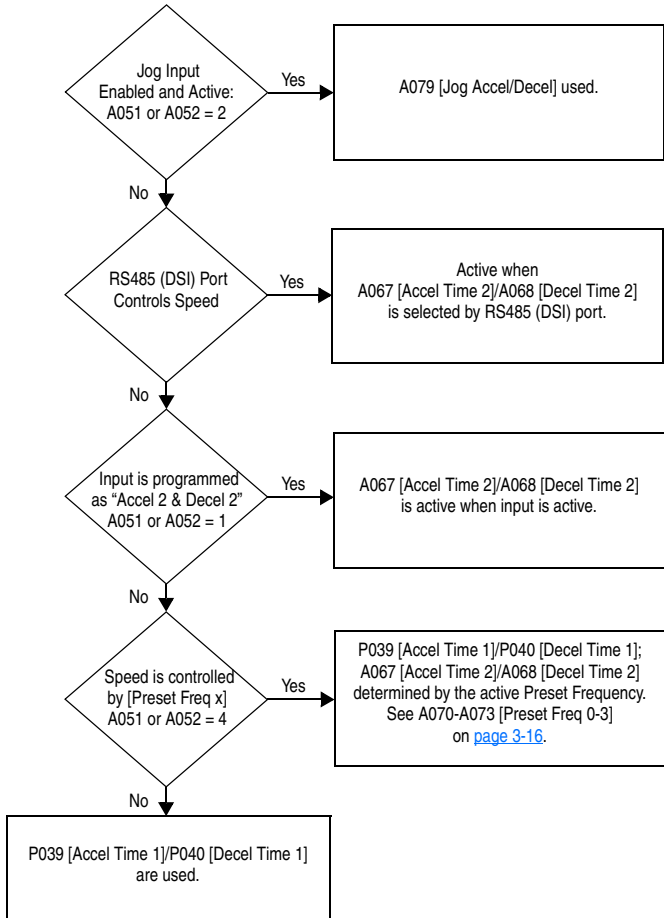 Jog Input
Enabled and Active:
A051 or A052 = 2
Yes
A079 [Jog Accel/Decel] used.
No
RS485 (DSI) Port
Controls Speed
Yes
Active when
A067 [Accel Time 2]/A068 [Decel Time 2]
is selected by RS485 (DSI) port.
No
Input is programmed
as “Accel 2 & Decel 2”
A051 or A052 = 1
Yes
A067 [Accel Time 2]/A068 [Decel Time 2]
is active when input is active.
No
Speed is controlled
by [Preset Freq x]
A051 or A052 = 4
Yes
P039 [Accel Time 1]/P040 [Decel Time 1];
A067 [Accel Time 2]/A068 [Decel Time 2]
determined by the active Preset Frequency.
See A070-A073 [Preset Freq 0-3]
on page 3-16.
No
P039 [Accel Time 1]/P040 [Decel Time 1]
are used.